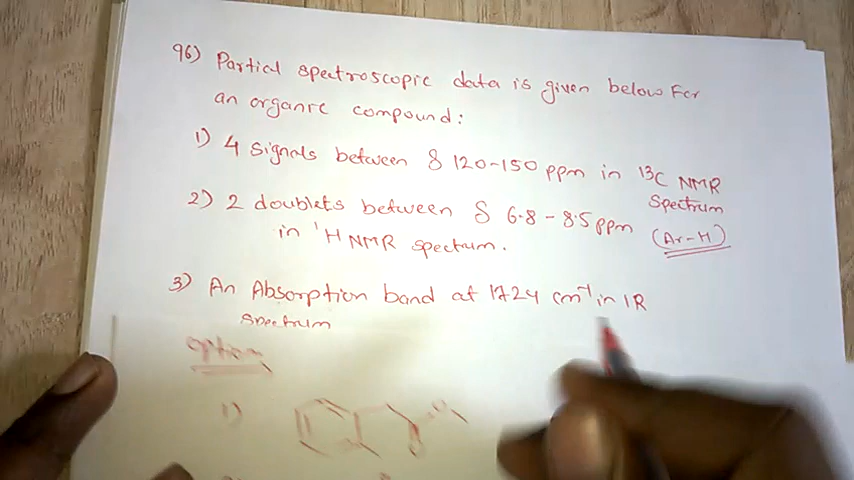 96) Partial spectroscopic data is given below For
an organic compound:
1) 4 signals between δ 120-150 ppm in ¹³C NMR
spectrum
2) 2 doublets between δ 6.8 - 8.5 ppm
(Ar-H)
in ¹H NMR spectrum.
3) An Absorption band at 1724 cm⁻¹ in IR
spectrum
option
1)